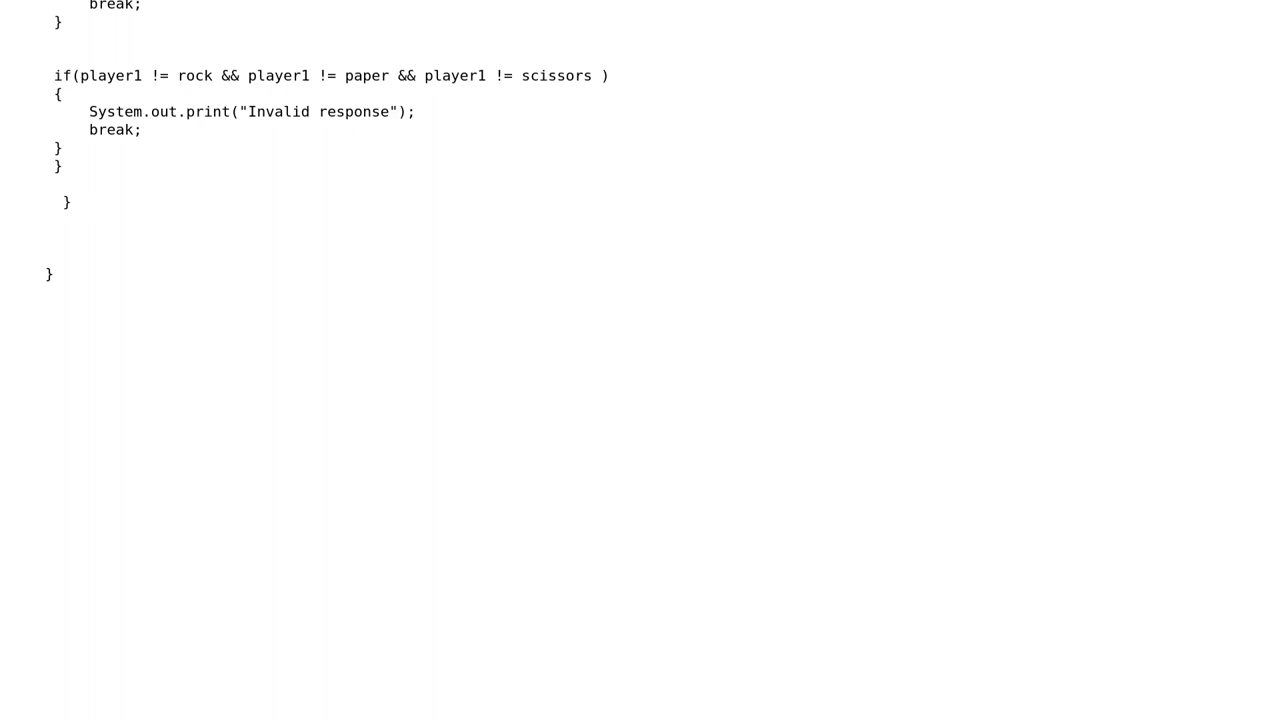 break;
}
if(player1 != rock && player1 != paper && player1 != scissors )
{
System.out.print("Invalid response");
break;
}
}
}
}